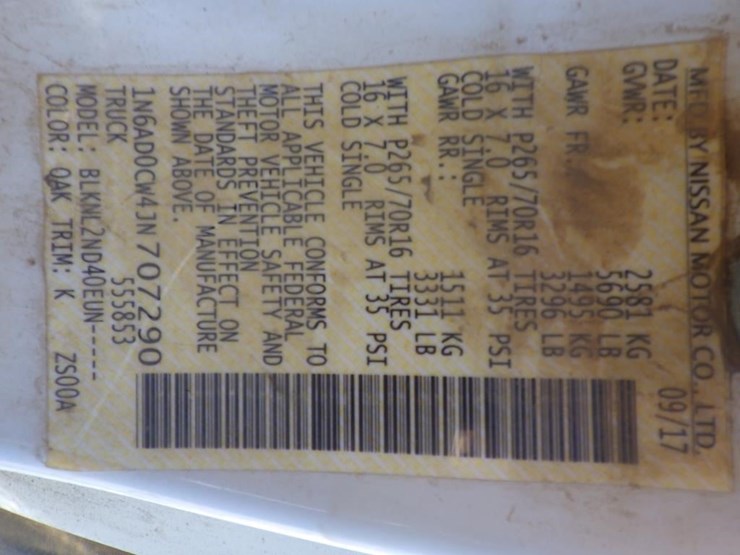 MFD BY NISSAN MOTOR CO., LTD.
DATE: 09/17
GVWR: 2581 KG
5690 LB
GAWR FR: 1495 KG
3296 LB
WITH P265/70R16 TIRES
16 X 7.0 RIMS AT 35 PSI
COLD SINGLE
GAWR RR.: 1511 KG
3331 LB
WITH P265/70R16 TIRES
16 X 7.0 RIMS AT 35 PSI
COLD SINGLE
THIS VEHICLE CONFORMS TO
ALL APPLICABLE FEDERAL
MOTOR VEHICLE SAFETY AND
THEFT PREVENTION
STANDARDS IN EFFECT ON
THE DATE OF MANUFACTURE
SHOWN ABOVE.
1N6AD0CW4JN707290
TRUCK 555853
MODEL: BLKNL2ND40EUN-----
COLOR: QAK TRIM: K ZS00A